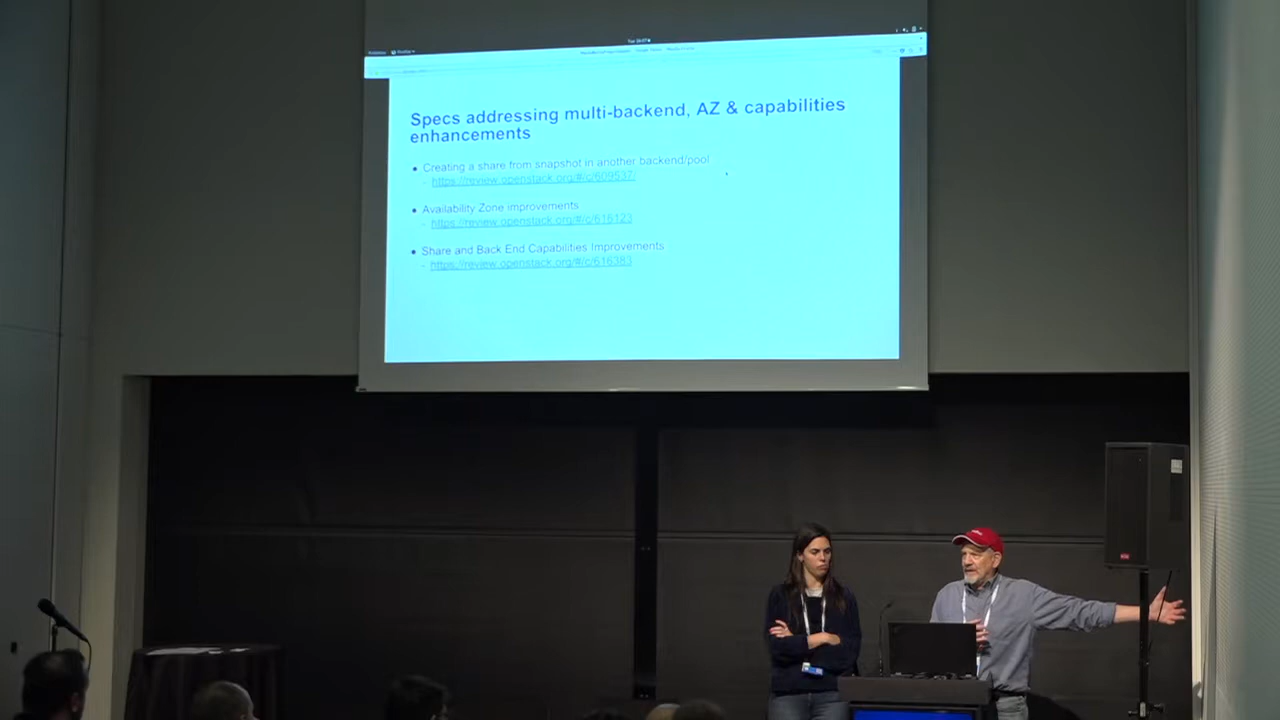 Specs addressing multi-backend, AZ & capabilities
enhancements
Creating a share from snapshot in another backend/pool
https://review.openstack.org/#/c/609537/
Availability Zone improvements
https://review.openstack.org/#/c/616123
Share and Back End Capabilities Improvements
https://review.openstack.org/#/c/616383